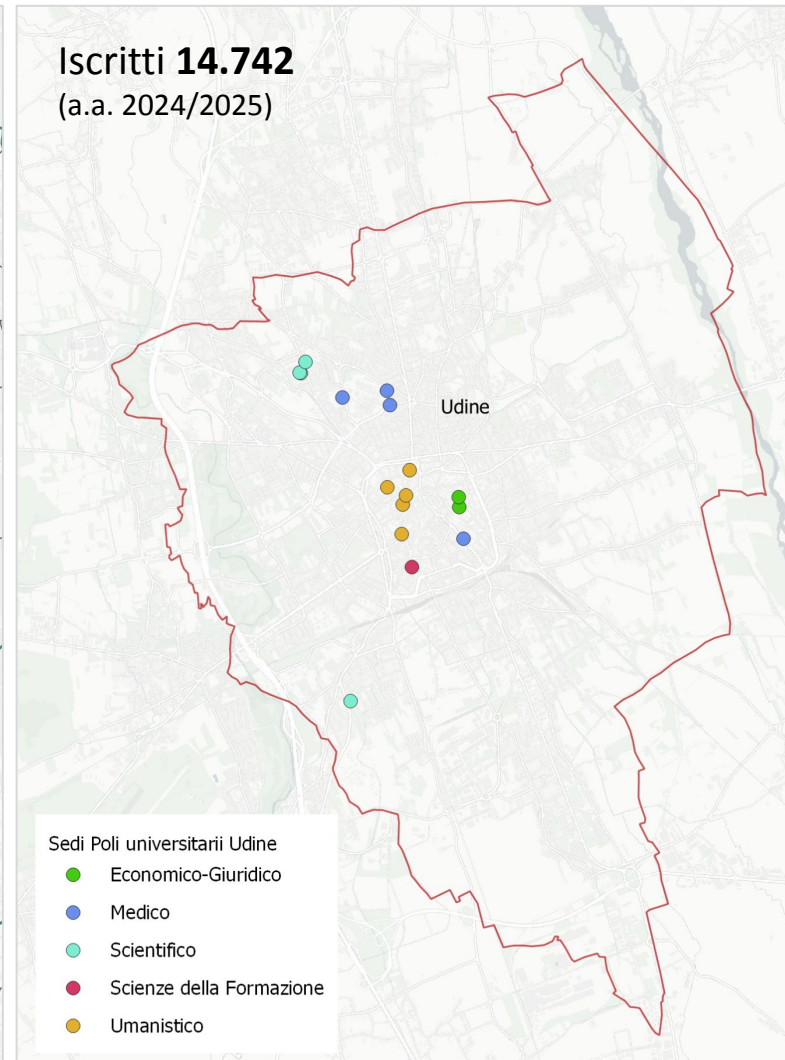 Iscritti 14.742
(a.a. 2024/2025)
Udine
Sedi Poli universitarii Udine
Economico-Giuridico
Medico
Scientifico
Scienze della Formazione
Umanistico